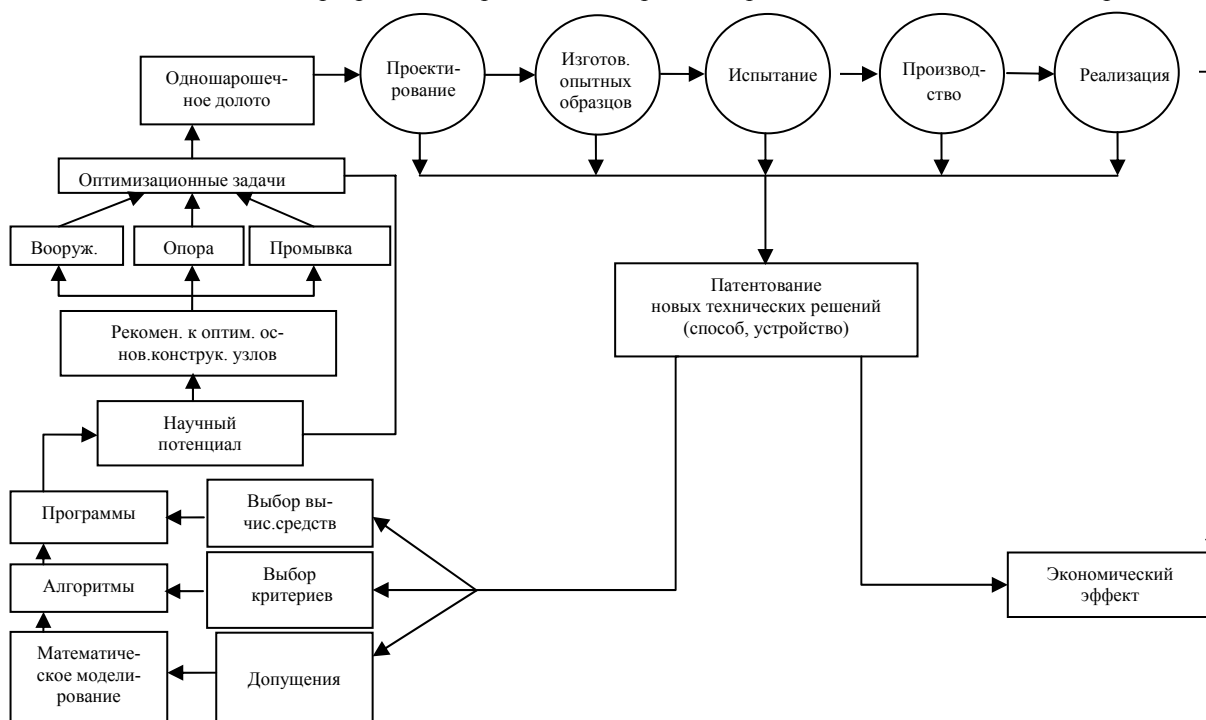 Одношарошеч-
ное долото
Проекти-
рование
Изготов.
опытных
образцов
Испытание
Производ-
ство
Реализация
Оптимизационные задачи
Вооруж.
Опора
Промывка
Рекомен. к оптим. ос-
нов.конструк. узлов
Научный
потенциал
Патентование
новых технических решений
(способ, устройство)
Программы
Выбор вы-
чис.средств
Алгоритмы
Выбор
критериев
Математиче-
ское модели-
рование
Допущения
Экономический
эффект